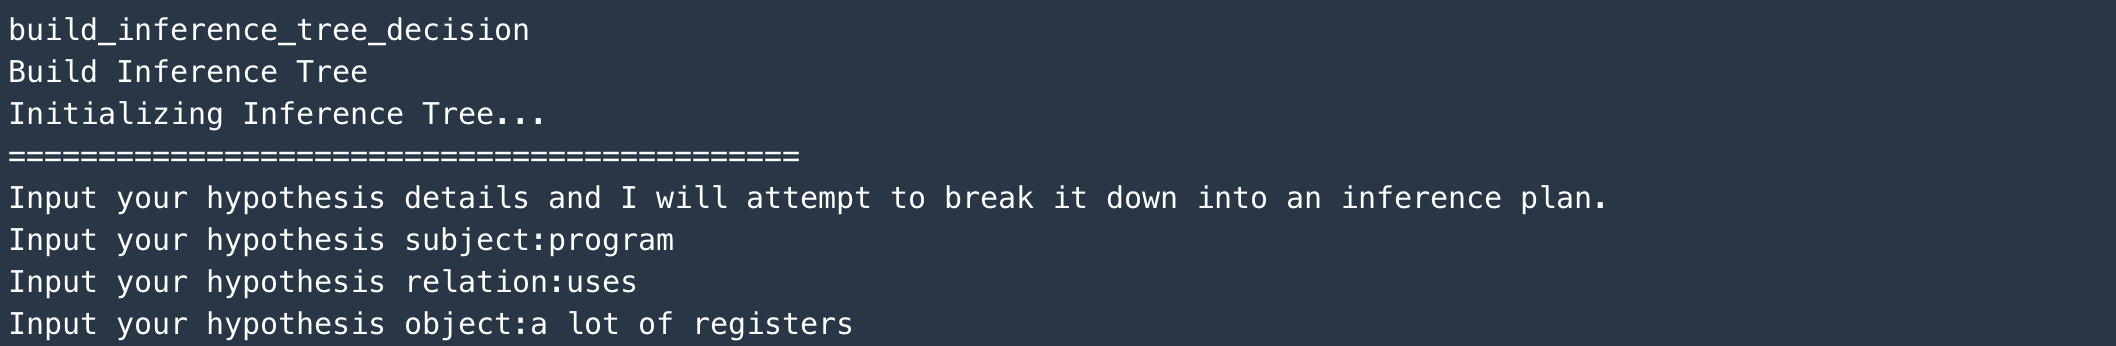 build_inference_tree_decision
Build Inference Tree
Initializing Inference Tree...
============================================
Input your hypothesis details and I will attempt to break it down into an inference plan.
Input your hypothesis subject:program
Input your hypothesis relation:uses
Input your hypothesis object:a lot of registers